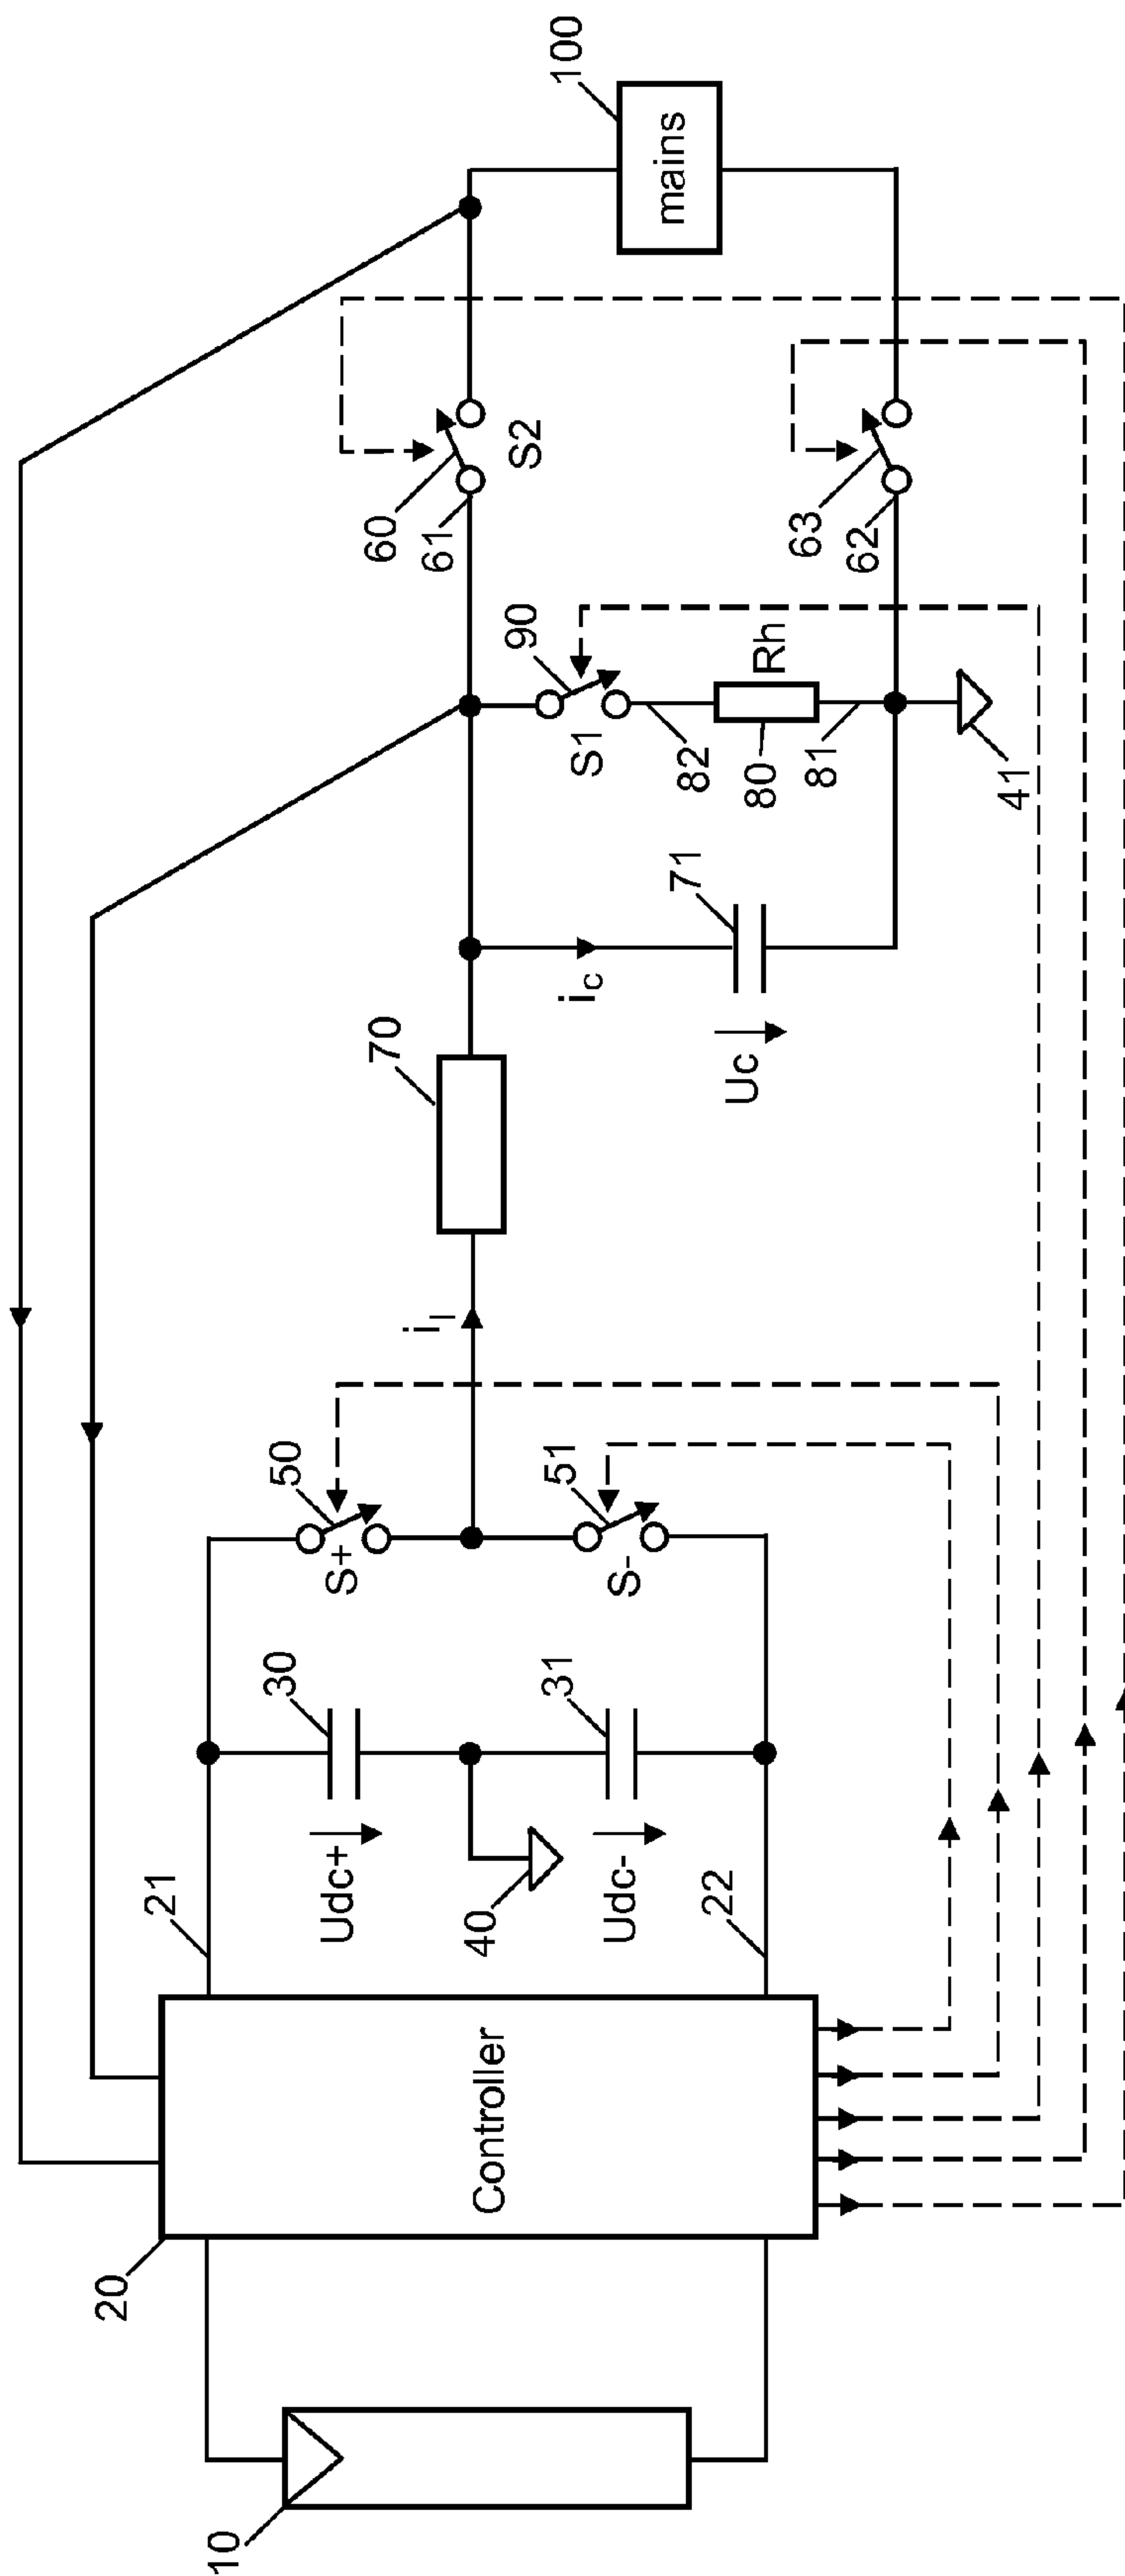 10
20
Controller
21
22
Udc+
30
40
Udc-
31
S+
50
S-
51
iₗ
70
i_c
Uc
71
S1
90
82
80
Rh
81
41
60
61
S2
63
62
100
mains